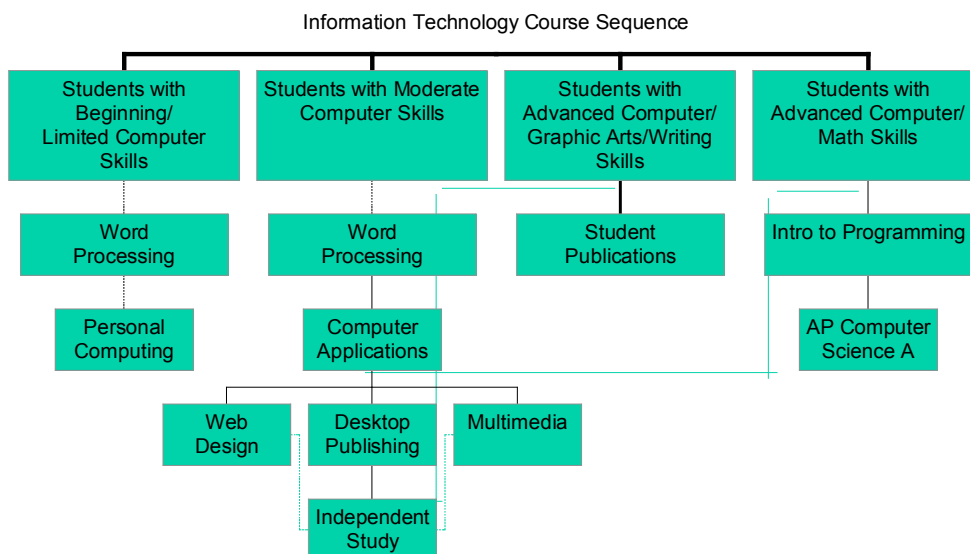 Information Technology Course Sequence
Students with
Beginning/
Limited Computer
Skills
Students with Moderate
Computer Skills
Students with
Advanced Computer/
Graphic Arts/Writing
Skills
Students with
Advanced Computer/
Math Skills
Word
Processing
Word
Processing
Student
Publications
Intro to Programming
Personal
Computing
Computer
Applications
AP Computer
Science A
Web
Design
Desktop
Publishing
Multimedia
Independent
Study